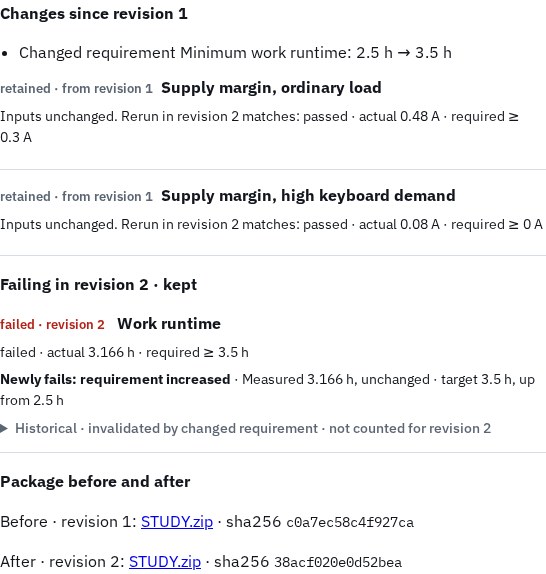 Changes since revision 1
• Changed requirement Minimum work runtime: 2.5 h → 3.5 h
retained · from revision 1 Supply margin, ordinary load
Inputs unchanged. Rerun in revision 2 matches: passed · actual 0.48 A · required ≥
0.3 A
retained · from revision 1 Supply margin, high keyboard demand
Inputs unchanged. Rerun in revision 2 matches: passed · actual 0.08 A · required ≥ 0 A
Failing in revision 2 · kept
failed · revision 2 Work runtime
failed · actual 3.166 h · required ≥ 3.5 h
Newly fails: requirement increased · Measured 3.166 h, unchanged · target 3.5 h, up
from 2.5 h
▶ Historical · invalidated by changed requirement · not counted for revision 2
Package before and after
Before · revision 1: STUDY.zip · sha256 c0a7ec58c4f927ca
After · revision 2: STUDY.zip · sha256 38acf020e0d52bea